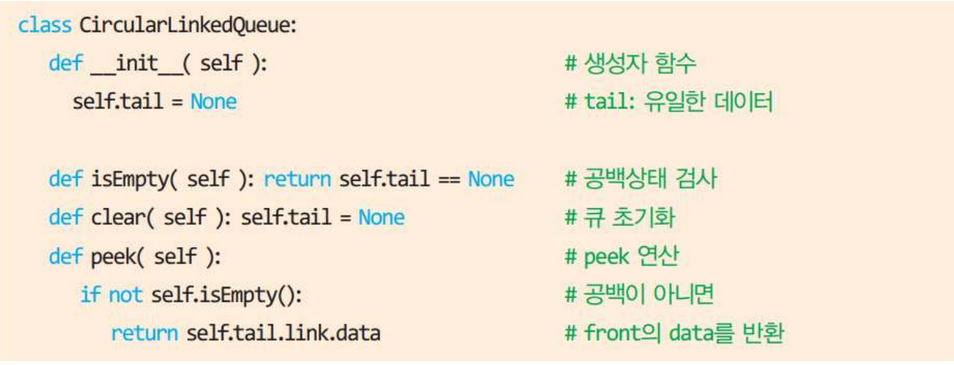 class CircularLinkedQueue:
def __init__( self ): # 생성자 함수
self.tail = None # tail: 유일한 데이터
def isEmpty( self ): return self.tail == None # 공백상태 검사
def clear( self ): self.tail = None # 큐 초기화
def peek( self ): # peek 연산
if not self.isEmpty(): # 공백이 아니면
return self.tail.link.data # front의 data를 반환